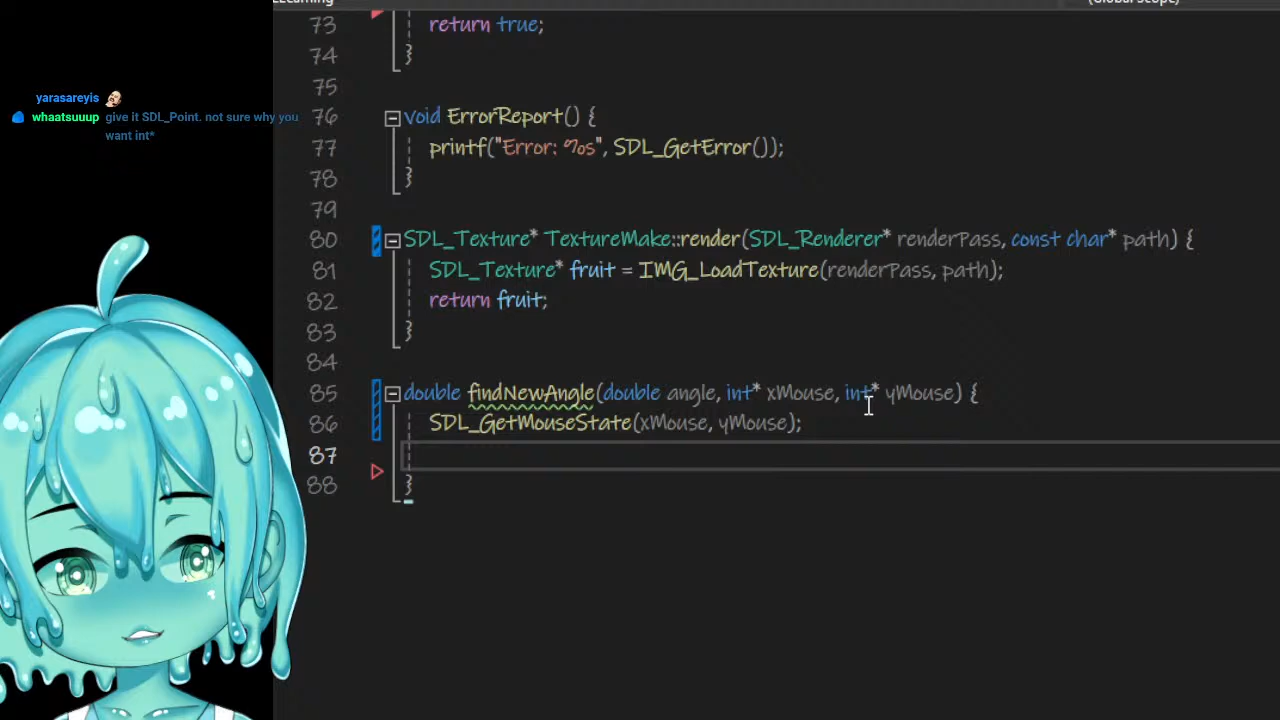 (Global Scope)
73 return true;
74 }
75
yarasareyis
whaatsuuup give it SDL_Point. not sure why you
want int*
76 void ErrorReport() {
77 printf("Error: %s", SDL_GetError());
78 }
79
80 SDL_Texture* TextureMake::render(SDL_Renderer* renderPass, const char* path) {
81 SDL_Texture* fruit = IMG_LoadTexture(renderPass, path);
82 return fruit;
83 }
84
85 double findNewAngle(double angle, int* xMouse, int* yMouse) {
86 SDL_GetMouseState(xMouse, yMouse);
87
88 }